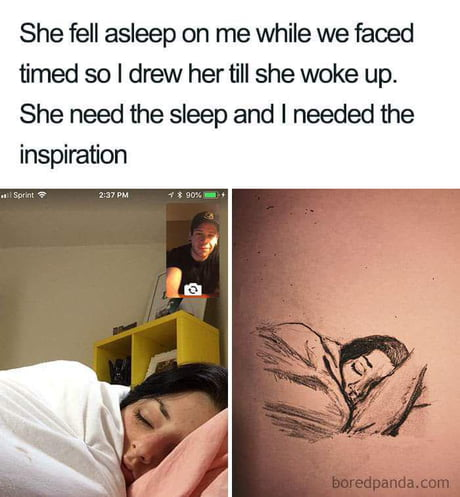 She fell asleep on me while we faced
timed so I drew her till she woke up.
She need the sleep and I needed the
inspiration
Sprint 2:37 PM 90%
boredpanda.com